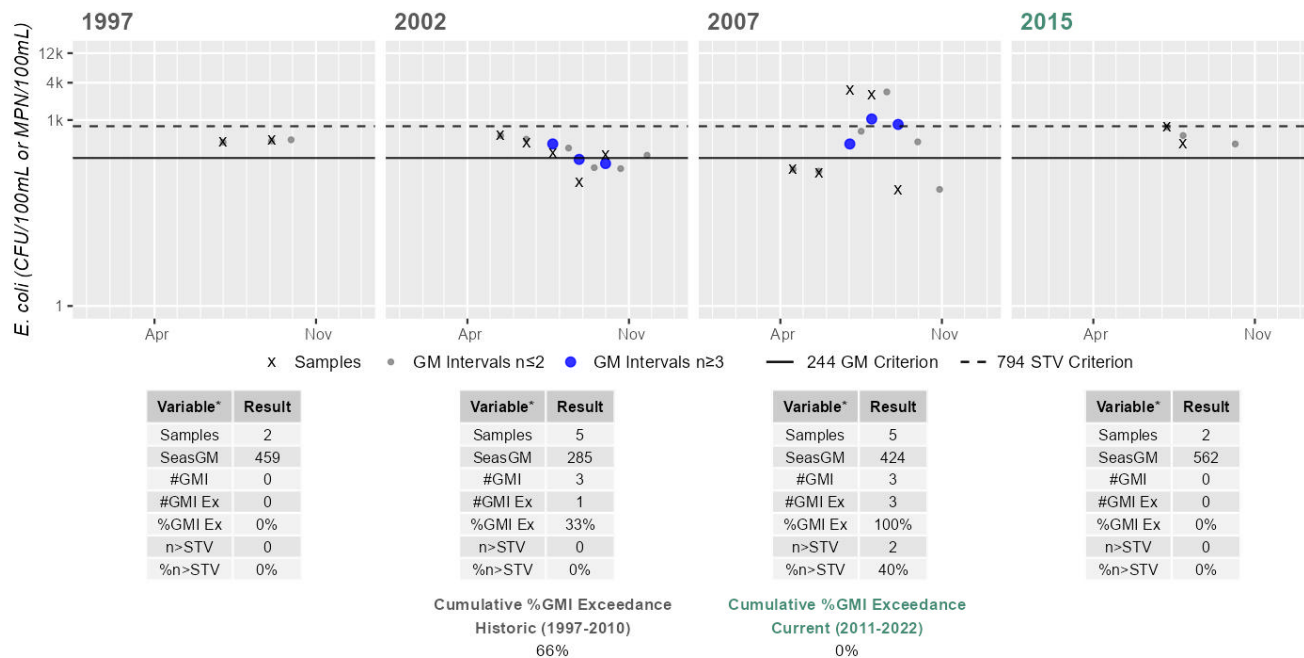 1997 2002 2007 2015
E. coli (CFU/100mL or MPN/100mL)
12k
4k
1k
1
Apr Nov Apr Nov Apr Nov Apr Nov
x Samples GM Intervals n≤2 GM Intervals n≥3 244 GM Criterion 794 STV Criterion
Variable* Result
Samples 2
SeasGM 459
#GMI 0
#GMI Ex 0
%GMI Ex 0%
n>STV 0
%n>STV 0%
Variable* Result
Samples 5
SeasGM 285
#GMI 3
#GMI Ex 1
%GMI Ex 33%
n>STV 0
%n>STV 0%
Variable* Result
Samples 5
SeasGM 424
#GMI 3
#GMI Ex 3
%GMI Ex 100%
n>STV 2
%n>STV 40%
Variable* Result
Samples 2
SeasGM 562
#GMI 0
#GMI Ex 0
%GMI Ex 0%
n>STV 0
%n>STV 0%
Cumulative %GMI Exceedance
Historic (1997-2010)
66%
Cumulative %GMI Exceedance
Current (2011-2022)
0%